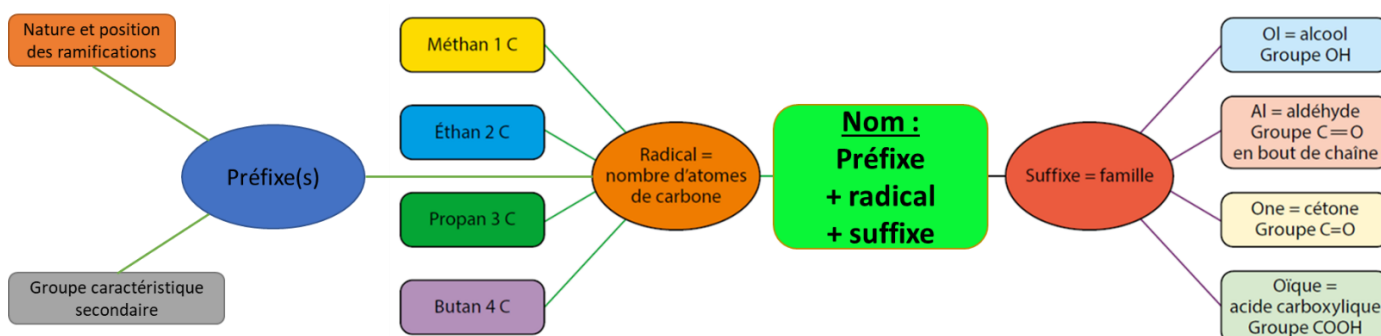 Nature et position
des ramifications
Préfixe(s)
Groupe caractéristique
secondaire
Méthan 1 C
Éthan 2 C
Propan 3 C
Butan 4 C
Radical =
nombre d'atomes
de carbone
Nom :
Préfixe
+ radical
+ suffixe
Suffixe = famille
Ol = alcool
Groupe OH
Al = aldéhyde
Groupe C=O
en bout de chaîne
One = cétone
Groupe C=O
Oïque =
acide carboxylique
Groupe COOH